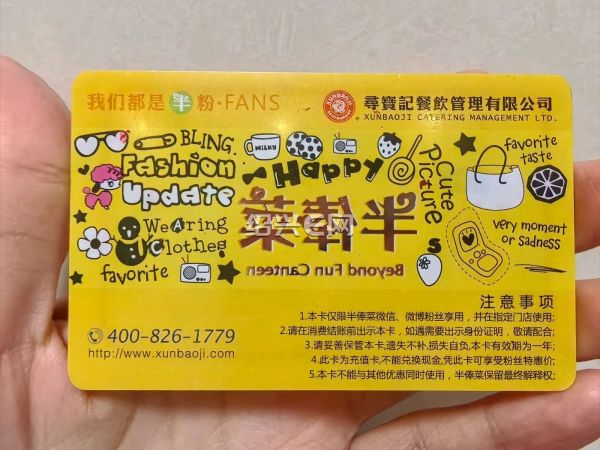 我们都是半粉·FANS
XUNBAOJI
尋寶記餐飲管理有限公司
XUNBAOJI CATERING MANAGEMENT LTD.
BLING
Fashion
Update
MILKY
Happy
Cute
Picture
favorite
taste
Wearing
Clothes
favorite
半俸菜
Beyond Fun Canteen
绍兴E网
S
very moment
or sadness
注意事项
1.本卡仅限半俸菜微信、微博粉丝享用，并在指定门店使用;
2.请在消费结账前出示本卡，如遇需要出示身份证明，敬请配合;
3.请妥善保管本卡,遗失不补,损失自负,本卡有效期为一年;
4.此卡为充值卡,不能兑换现金,凭此卡可享受粉丝特惠价;
5.本卡不能与其他优惠同时使用，半俸菜保留最终解释权;
400-826-1779
http://www.xunbaoji.com